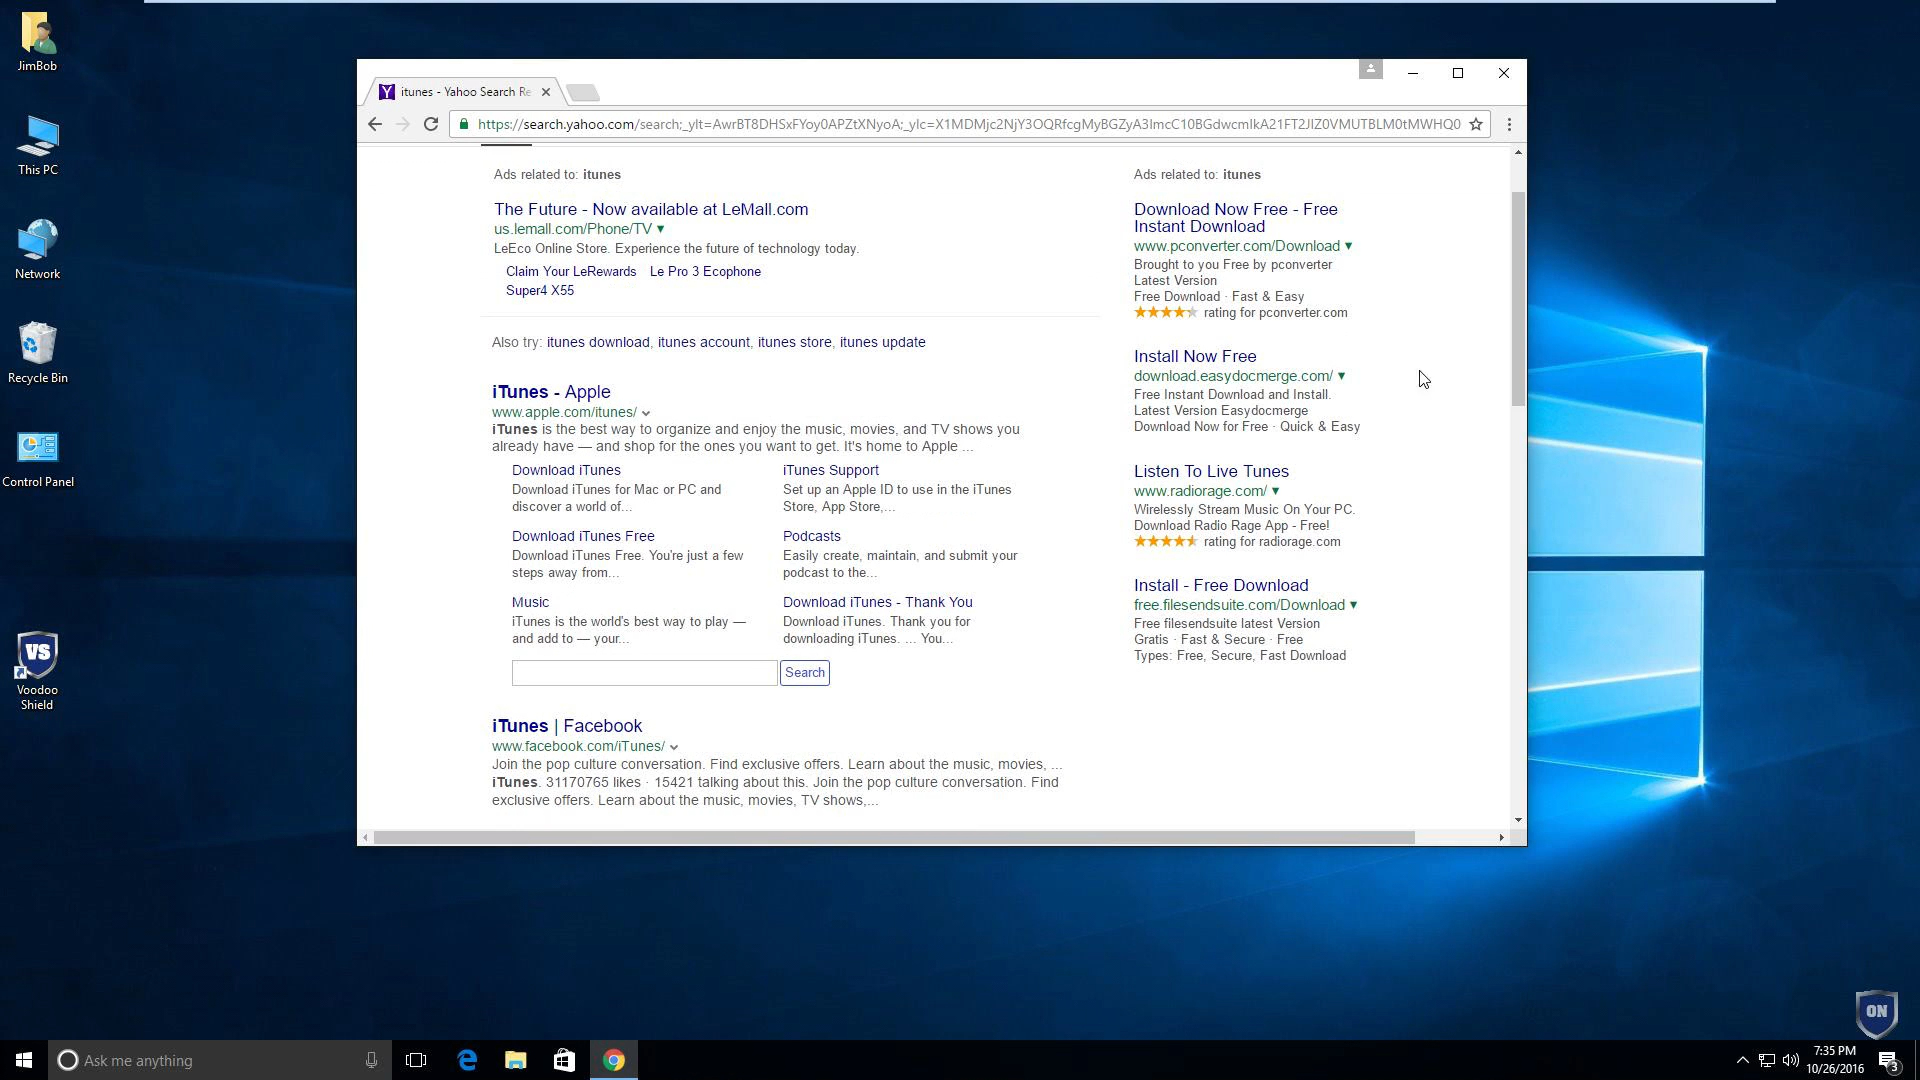 JimBob
This PC
Network
Recycle Bin
Control Panel
VS
Voodoo
Shield
Y
itunes - Yahoo Search Re
https://search.yahoo.com/search;_ylt=AwrBT8DHSxFYoy0APZtXNyoA;_ylc=X1MDMjc2NjY3OQRfcgMyBGZyA3lmcC10BGdwcmlkA21FT2JIZ0VMUTBLM0tMWHQ0
Ads related to: itunes
The Future - Now available at LeMall.com
us.lemall.com/Phone/TV
LeEco Online Store. Experience the future of technology today.
Claim Your LeRewards Le Pro 3 Ecophone
Super4 X55
Also try: itunes download, itunes account, itunes store, itunes update
iTunes - Apple
www.apple.com/itunes/
iTunes is the best way to organize and enjoy the music, movies, and TV shows you
already have — and shop for the ones you want to get. It's home to Apple ...
Download iTunes
Download iTunes for Mac or PC and
discover a world of...
iTunes Support
Set up an Apple ID to use in the iTunes
Store, App Store,...
Download iTunes Free
Download iTunes Free. You're just a few
steps away from...
Podcasts
Easily create, maintain, and submit your
podcast to the...
Music
iTunes is the world's best way to play —
and add to — your...
Download iTunes - Thank You
Download iTunes. Thank you for
downloading iTunes. ... You...
Search
iTunes | Facebook
www.facebook.com/iTunes/
Join the pop culture conversation. Find exclusive offers. Learn about the music, movies, ...
iTunes. 31170765 likes · 15421 talking about this. Join the pop culture conversation. Find
exclusive offers. Learn about the music, movies, TV shows,...
Ads related to: itunes
Download Now Free - Free
Instant Download
www.pconverter.com/Download
Brought to you Free by pconverter
Latest Version
Free Download · Fast & Easy
rating for pconverter.com
Install Now Free
download.easydocmerge.com/
Free Instant Download and Install.
Latest Version Easydocmerge
Download Now for Free · Quick & Easy
Listen To Live Tunes
www.radiorage.com/
Wirelessly Stream Music On Your PC.
Download Radio Rage App - Free!
rating for radiorage.com
Install - Free Download
free.filesendsuite.com/Download
Free filesendsuite latest Version
Gratis · Fast & Secure · Free
Types: Free, Secure, Fast Download
ON
Ask me anything
7:35 PM
10/26/2016
3